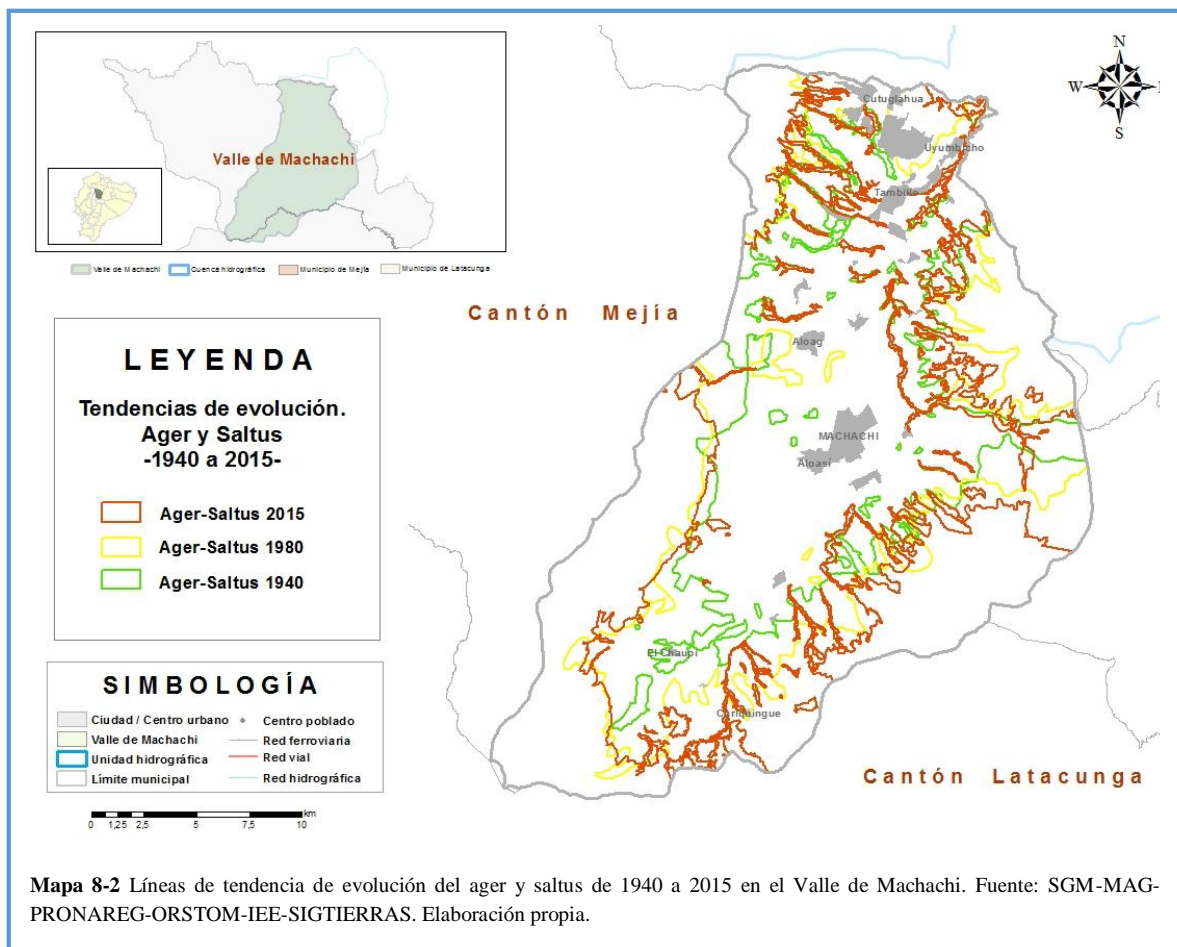 Valle de Machachi
Valle de Machachi
Cuenca hidrográfica
Municipio de Mejía
Municipio de Latacunga
LEYENDA
Tendencias de evolución.
Ager y Saltus
-1940 a 2015-
Ager-Saltus 2015
Ager-Saltus 1980
Ager-Saltus 1940
SIMBOLOGÍA
Ciudad / Centro urbano
Centro poblado
Valle de Machachi
Red ferroviaria
Unidad hidrográfica
Red vial
Límite municipal
Red hidrográfica
km
0 1,25 2,5 5 7,5 10
N
W
S
Cutuglahua
Uyumbicho
Tambillo
Cantón Mejía
Aloag
MACHACHI
Aloasí
El Chaupi
Curiquingue
Cantón Latacunga
Mapa 8-2 Líneas de tendencia de evolución del ager y saltus de 1940 a 2015 en el Valle de Machachi. Fuente: SGM-MAG-
PRONAREG-ORSTOM-IEE-SIGTIERRAS. Elaboración propia.